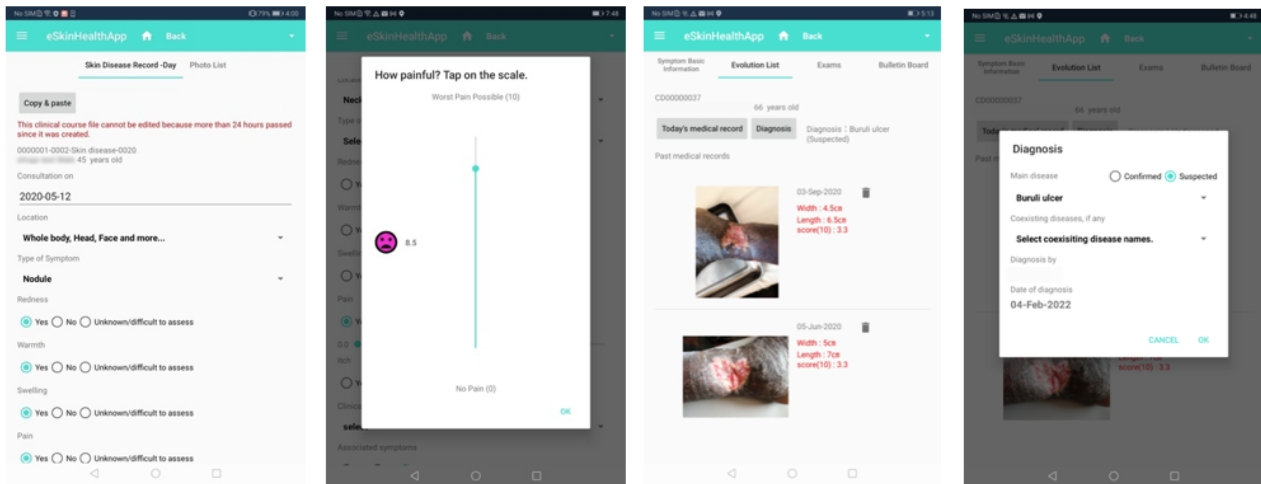 No SIM 79% 4:00
eSkinHealthApp Back
Skin Disease Record -Day Photo List
Copy & paste
This clinical course file cannot be edited because more than 24 hours passed
since it was created.
0000001-0002-Skin disease-0020
45 years old
Consultation on
2020-05-12
Location
Whole body, Head, Face and more...
Type of Symptom
Nodule
Redness
Yes No Unknown/difficult to assess
Warmth
Yes No Unknown/difficult to assess
Swelling
Yes No Unknown/difficult to assess
Pain
Yes No Unknown/difficult to assess
No SIM 7:48
eSkinHealthApp Back
How painful? Tap on the scale.
Worst Pain Possible (10)
8.5
No Pain (0)
OK
Pain
0.0
Itch
Associated symptoms
No SIM 5:13
eSkinHealthApp Back
Symptom Basic
Information
Evolution List Exams Bulletin Board
CD00000037
66 years old
Today's medical record Diagnosis Diagnosis : Buruli ulcer
(Suspected)
Past medical records
03-Sep-2020
Width : 4.5cm
Length : 6.5cm
score(10) : 3.3
05-Jun-2020
Width : 5cm
Length : 7cm
score(10) : 3.3
No SIM 4:48
eSkinHealthApp Back
Symptom Basic
Information
Evolution List Exams Bulletin Board
CD00000037
66 years old
Diagnosis
Main disease Confirmed Suspected
Buruli ulcer
Coexisting diseases, if any
Select coexisiting disease names.
Diagnosis by
Date of diagnosis
04-Feb-2022
CANCEL OK
score(10) : 3.3